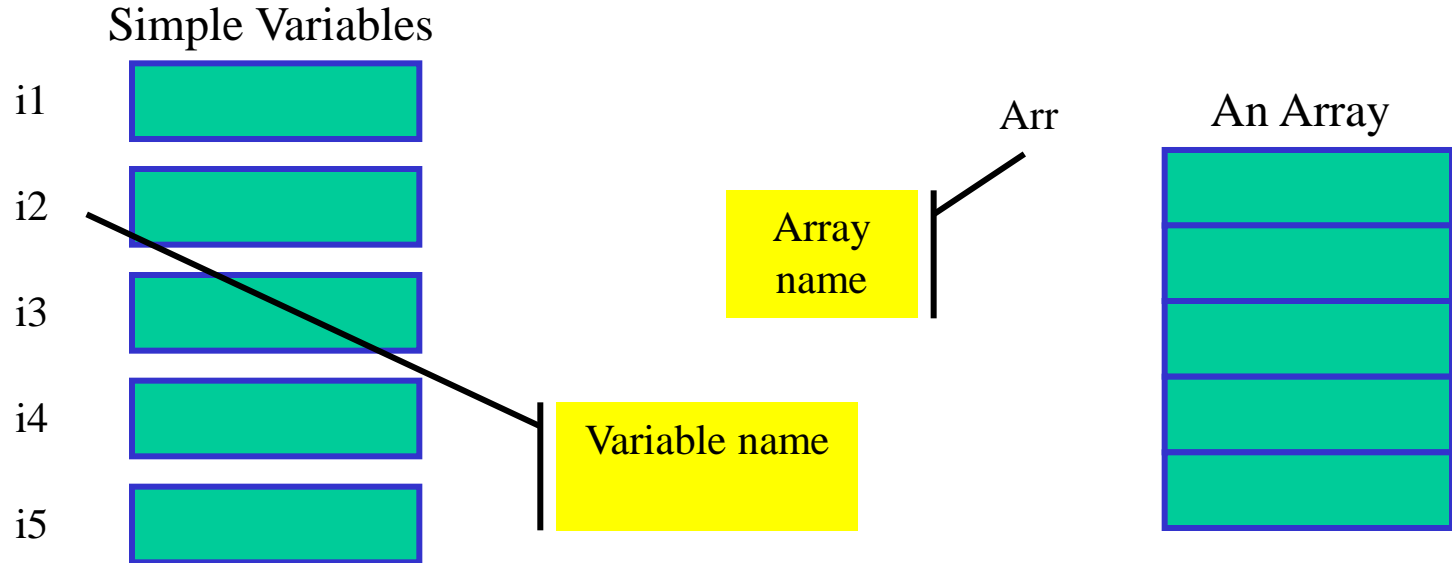 Simple Variables
i1
i2
i3
i4
i5
Variable name
Arr
Array
name
An Array